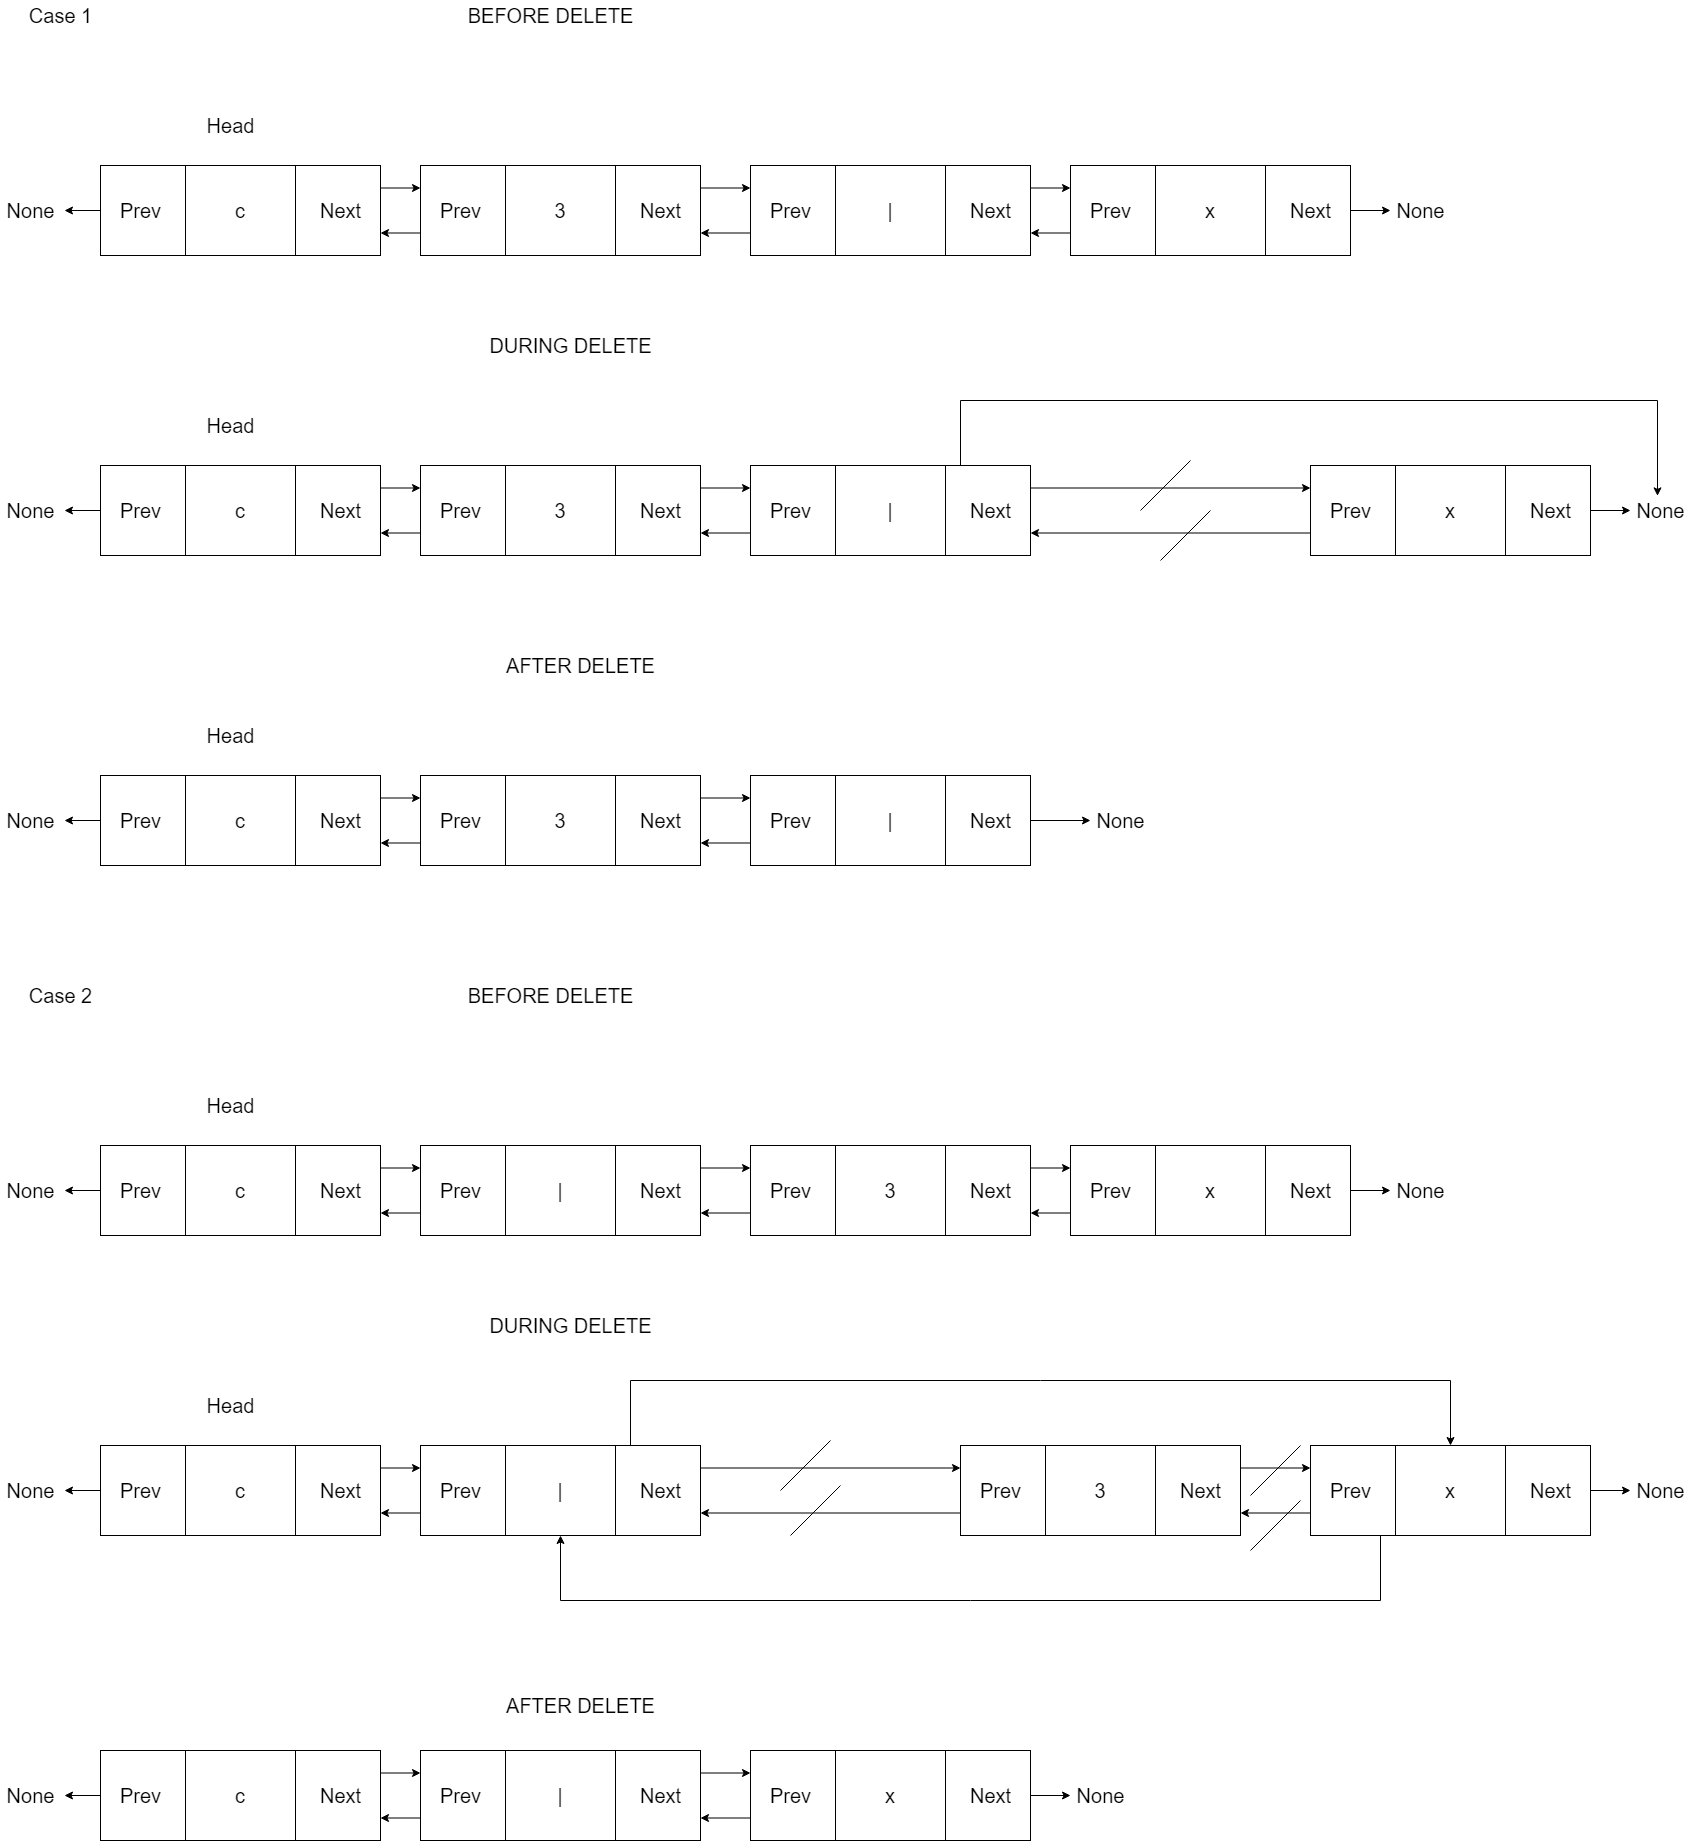 Case 1 BEFORE DELETE
Head
None Prev c Next Prev 3 Next Prev | Next Prev x Next None
DURING DELETE
Head
None Prev c Next Prev 3 Next Prev | Next Prev x Next None
AFTER DELETE
Head
None Prev c Next Prev 3 Next Prev | Next None
Case 2 BEFORE DELETE
Head
None Prev c Next Prev | Next Prev 3 Next Prev x Next None
DURING DELETE
Head
None Prev c Next Prev | Next Prev 3 Next Prev x Next None
AFTER DELETE
None Prev c Next Prev | Next Prev x Next None